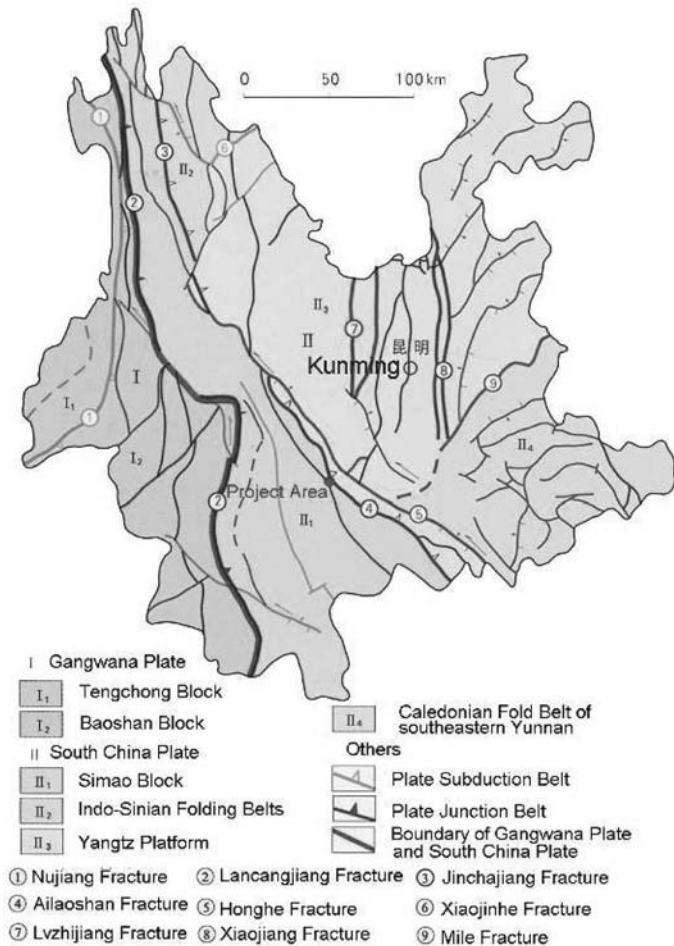 0 50 100 km
①
⑥
③
II₂
②
II₃
⑦
II
昆明
Kunming
⑧
⑨
I
I₁
①
I₂
II₄
②
Project Area
④
⑤
II₁
I Gangwana Plate
I₁ Tengchong Block
I₂ Baoshan Block
II South China Plate
II₁ Simao Block
II₂ Indo-Sinian Folding Belts
II₃ Yangtz Platform
II₄ Caledonian Fold Belt of
southeastern Yunnan
Others
Plate Subduction Belt
Plate Junction Belt
Boundary of Gangwana Plate
and South China Plate
① Nujiang Fracture ② Lancangjiang Fracture ③ Jinchajiang Fracture
④ Ailaoshan Fracture ⑤ Honghe Fracture ⑥ Xiaojinhe Fracture
⑦ Lvzhijiang Fracture ⑧ Xiaojiang Fracture ⑨ Mile Fracture